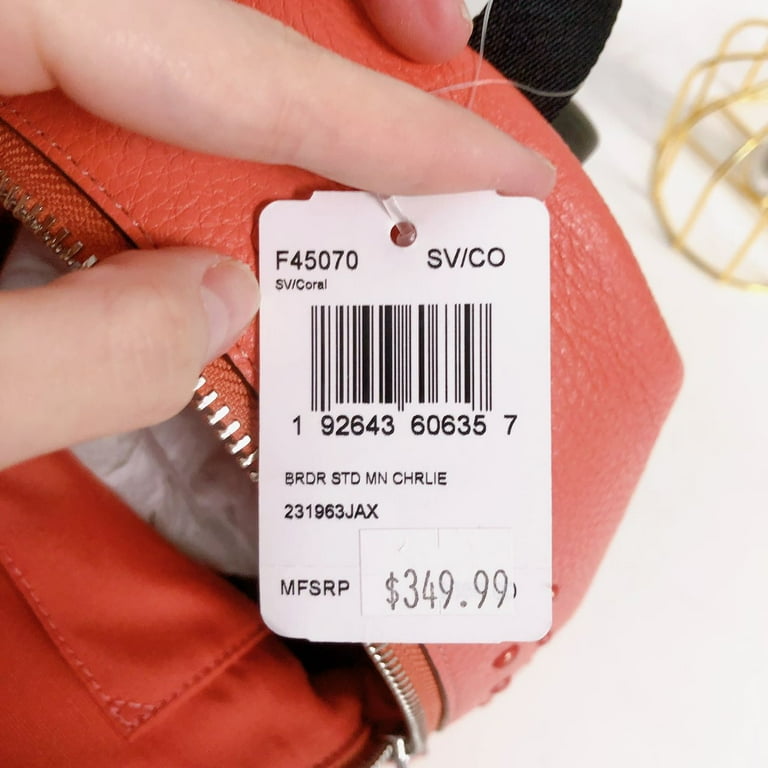 F45070 SV/CO
SV/Coral
1 92643 60635 7
BRDR STD MN CHRLIE
231963JAX
MFSRP $349.99